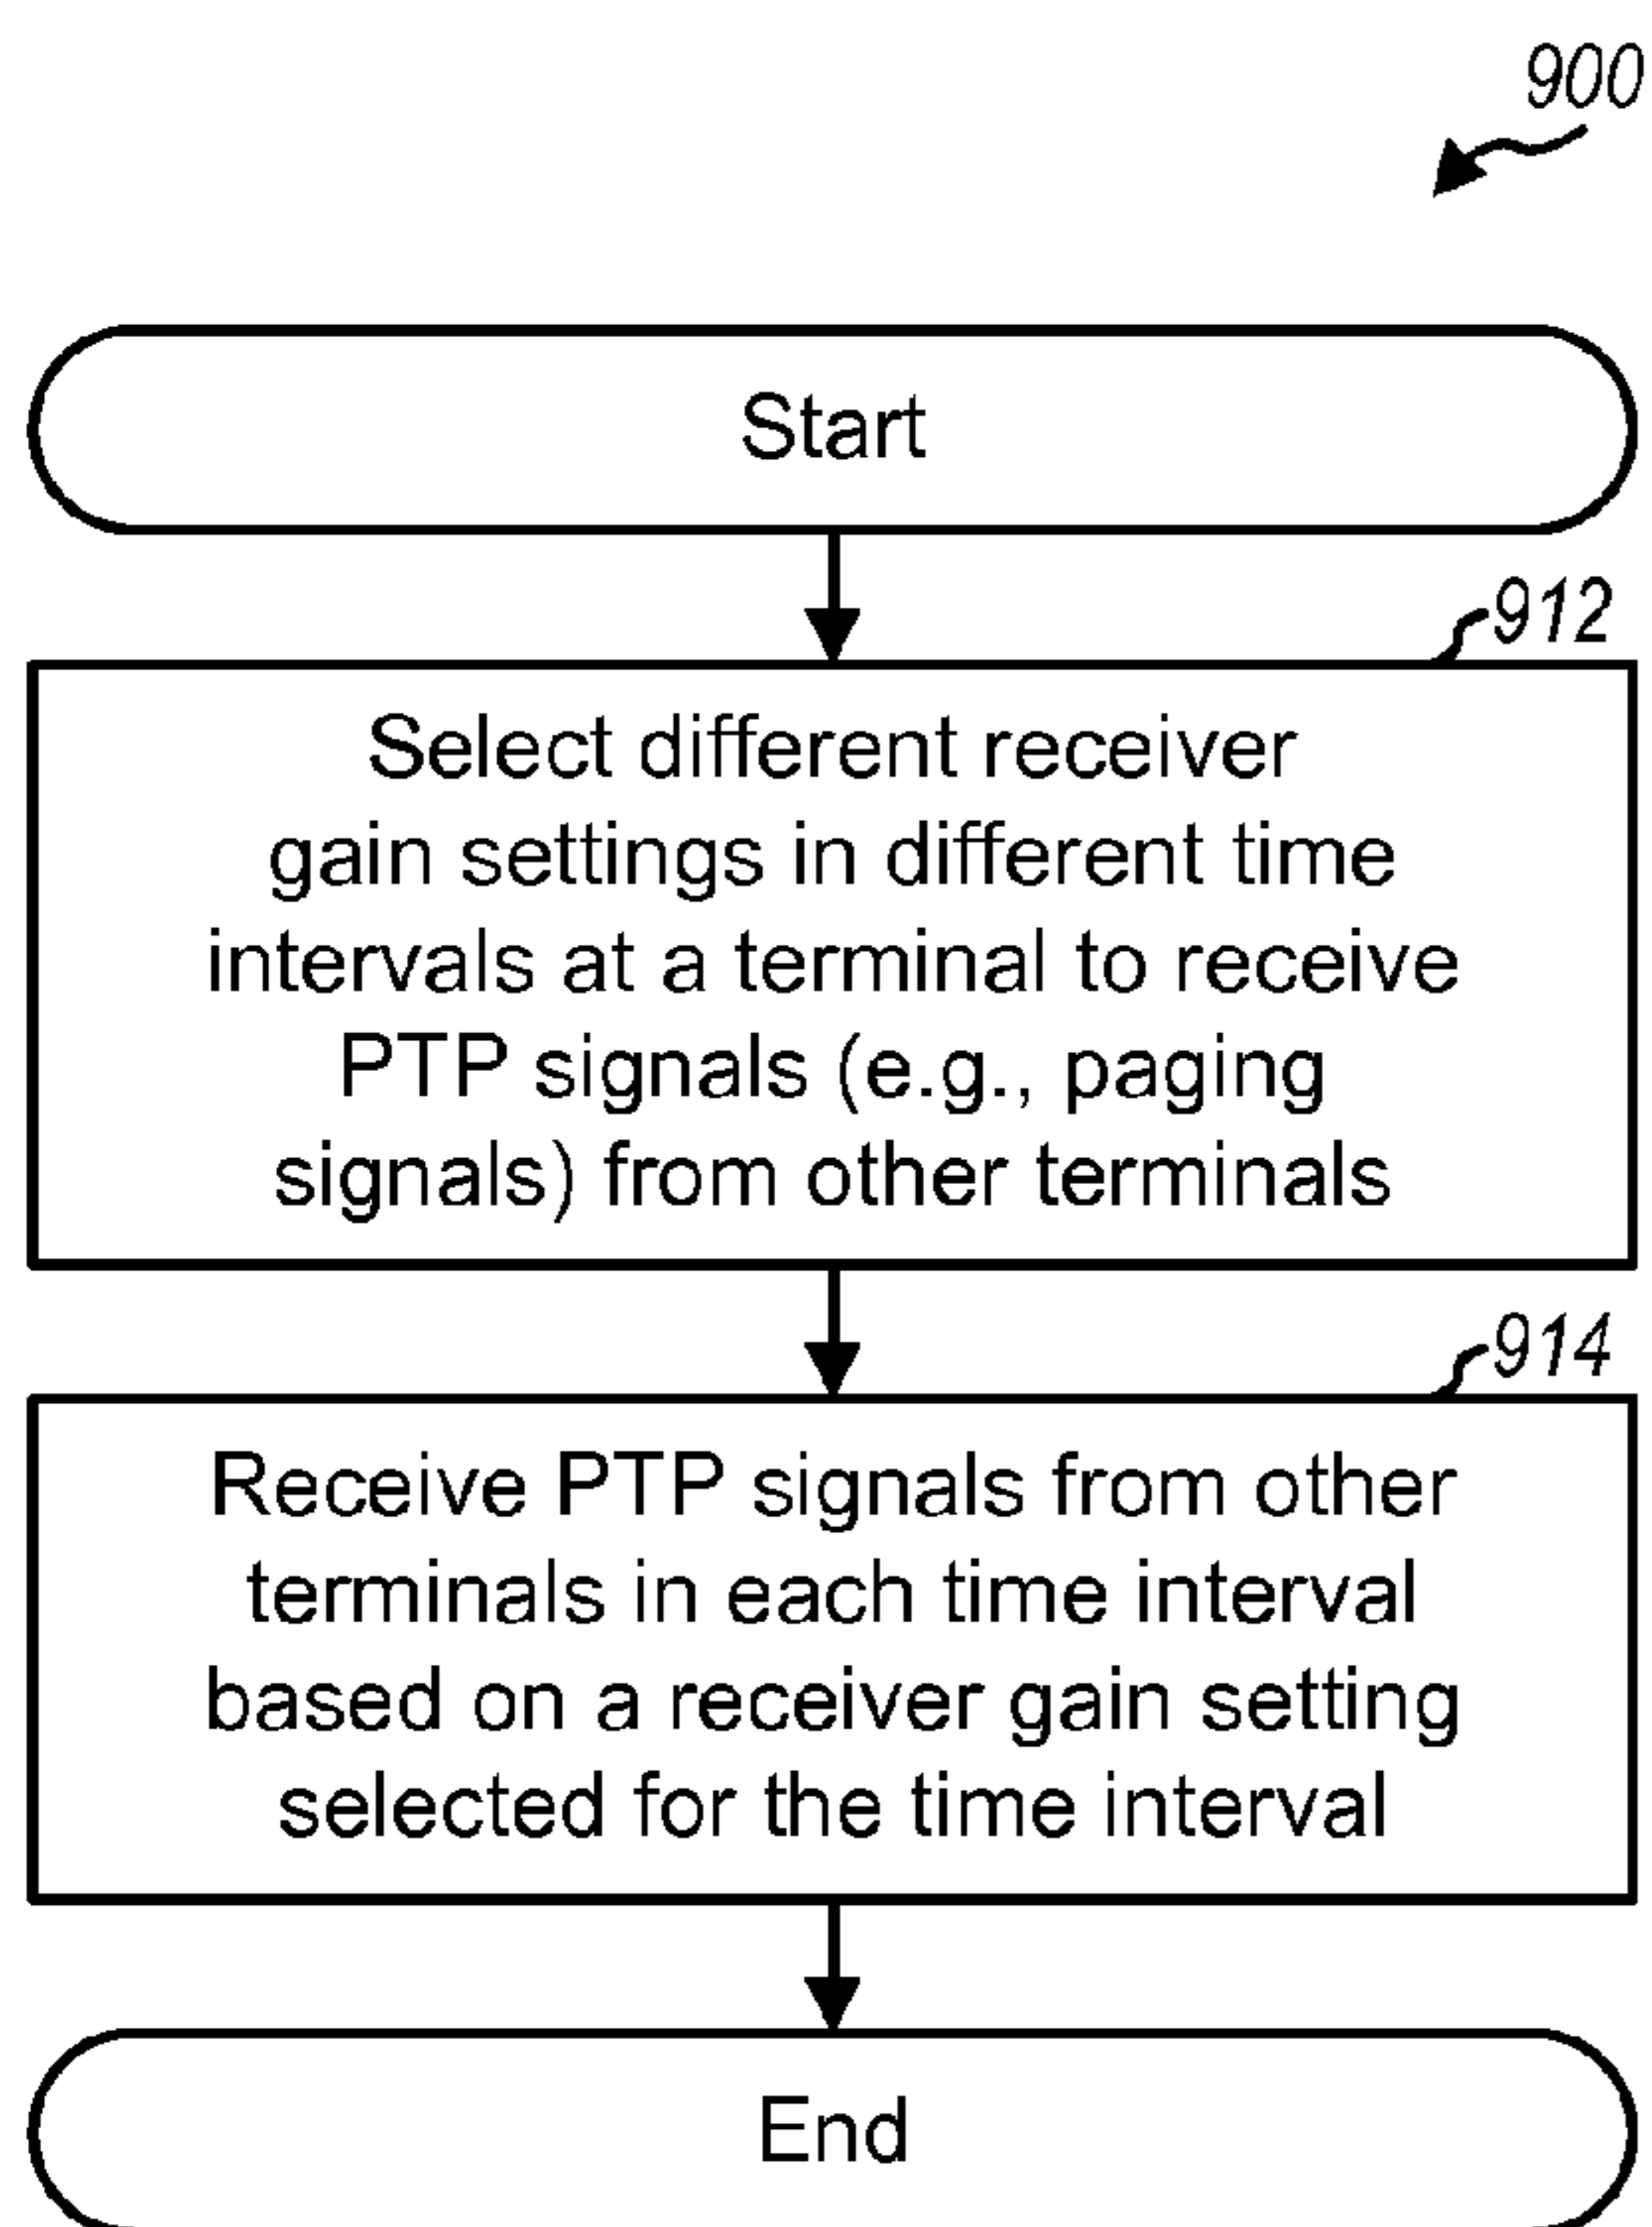 900
Start
912
Select different receiver
gain settings in different time
intervals at a terminal to receive
PTP signals (e.g., paging
signals) from other terminals
914
Receive PTP signals from other
terminals in each time interval
based on a receiver gain setting
selected for the time interval
End